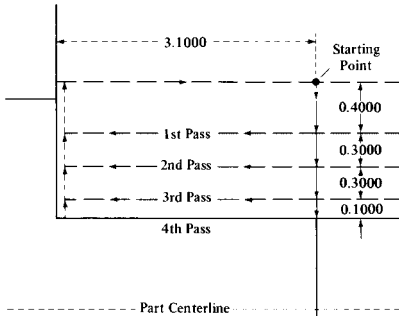 3.1000
Starting
Point
0.4000
1st Pass
0.3000
2nd Pass
0.3000
3rd Pass
0.1000
4th Pass
Part Centerline